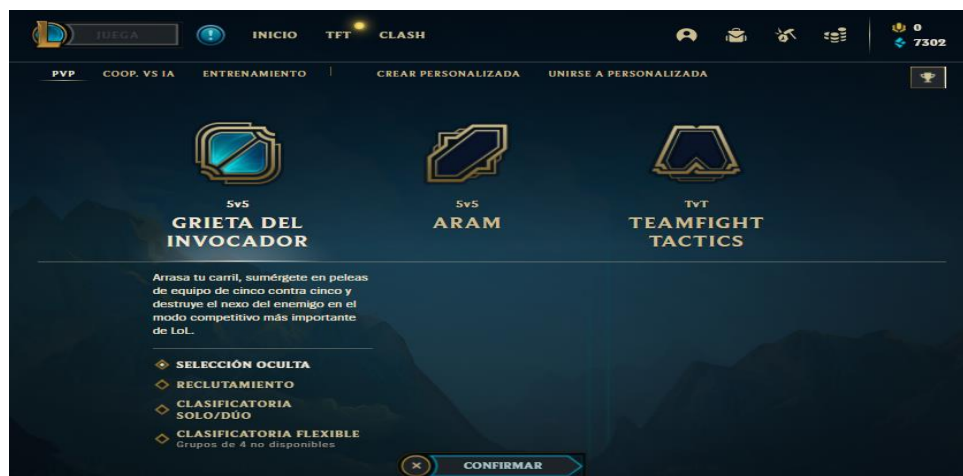 JUEGA
INICIO
TFT
CLASH
0
7302
PVP
COOP. VS IA
ENTRENAMIENTO
CREAR PERSONALIZADA
UNIRSE A PERSONALIZADA
5v5
GRIETA DEL
INVOCADOR
5v5
ARAM
TvT
TEAMFIGHT
TACTICS
Arrasa tu carril, sumérgete en peleas
de equipo de cinco contra cinco y
destruye el nexo del enemigo en el
modo competitivo más importante
de LoL.
SELECCIÓN OCULTA
RECLUTAMIENTO
CLASIFICATORIA
SOLO/DÚO
CLASIFICATORIA FLEXIBLE
Grupos de 4 no disponibles
CONFIRMAR